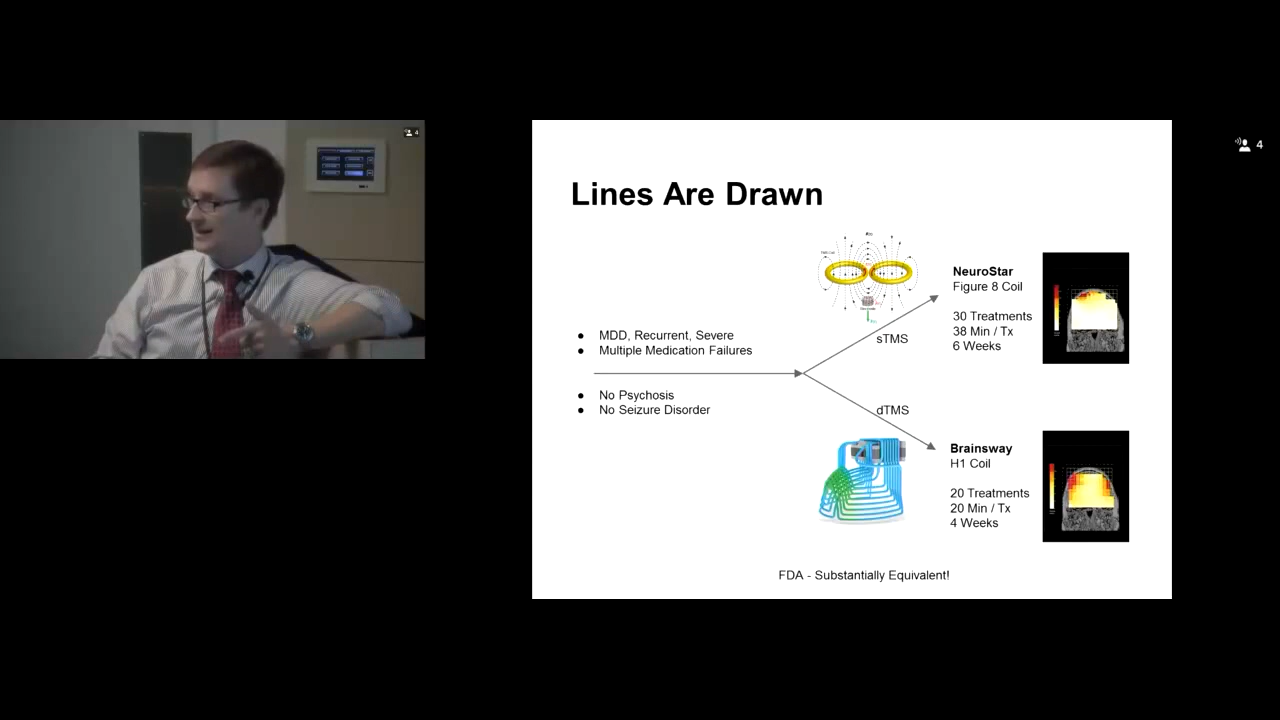 4
4
Lines Are Drawn
● MDD, Recurrent, Severe
● Multiple Medication Failures
● No Psychosis
● No Seizure Disorder
sTMS
NeuroStar
Figure 8 Coil
30 Treatments
38 Min / Tx
6 Weeks
dTMS
Brainsway
H1 Coil
20 Treatments
20 Min / Tx
4 Weeks
FDA - Substantially Equivalent!